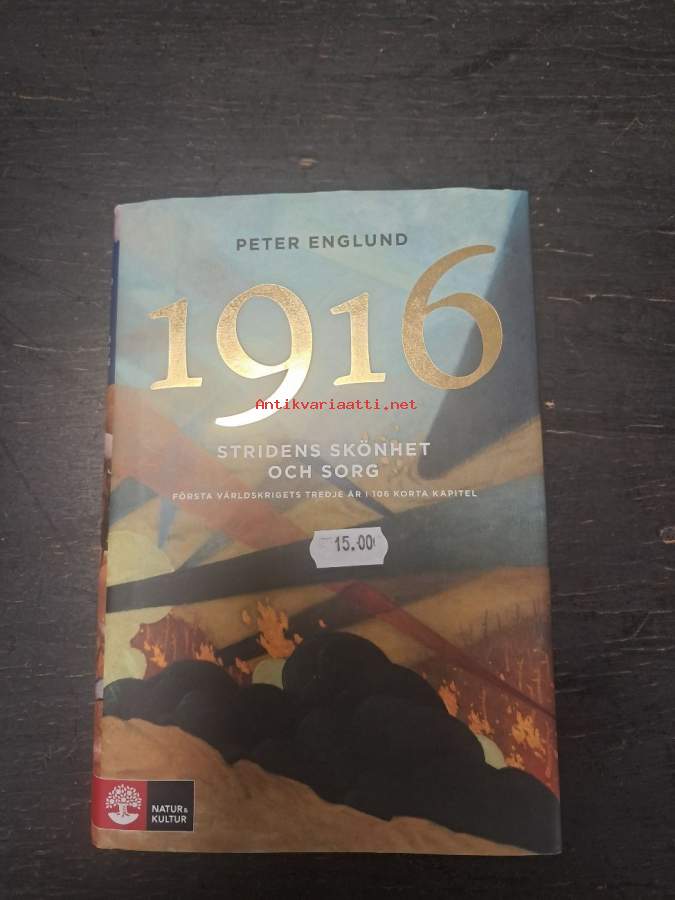 PETER ENGLUND
1916
Antikvariaatti.net
STRIDENS SKÖNHET
OCH SORG
FÖRSTA VÄRLDSKRIGETS TREDJE ÅR I 106 KORTA KAPITEL
15.00
NATUR &
KULTUR